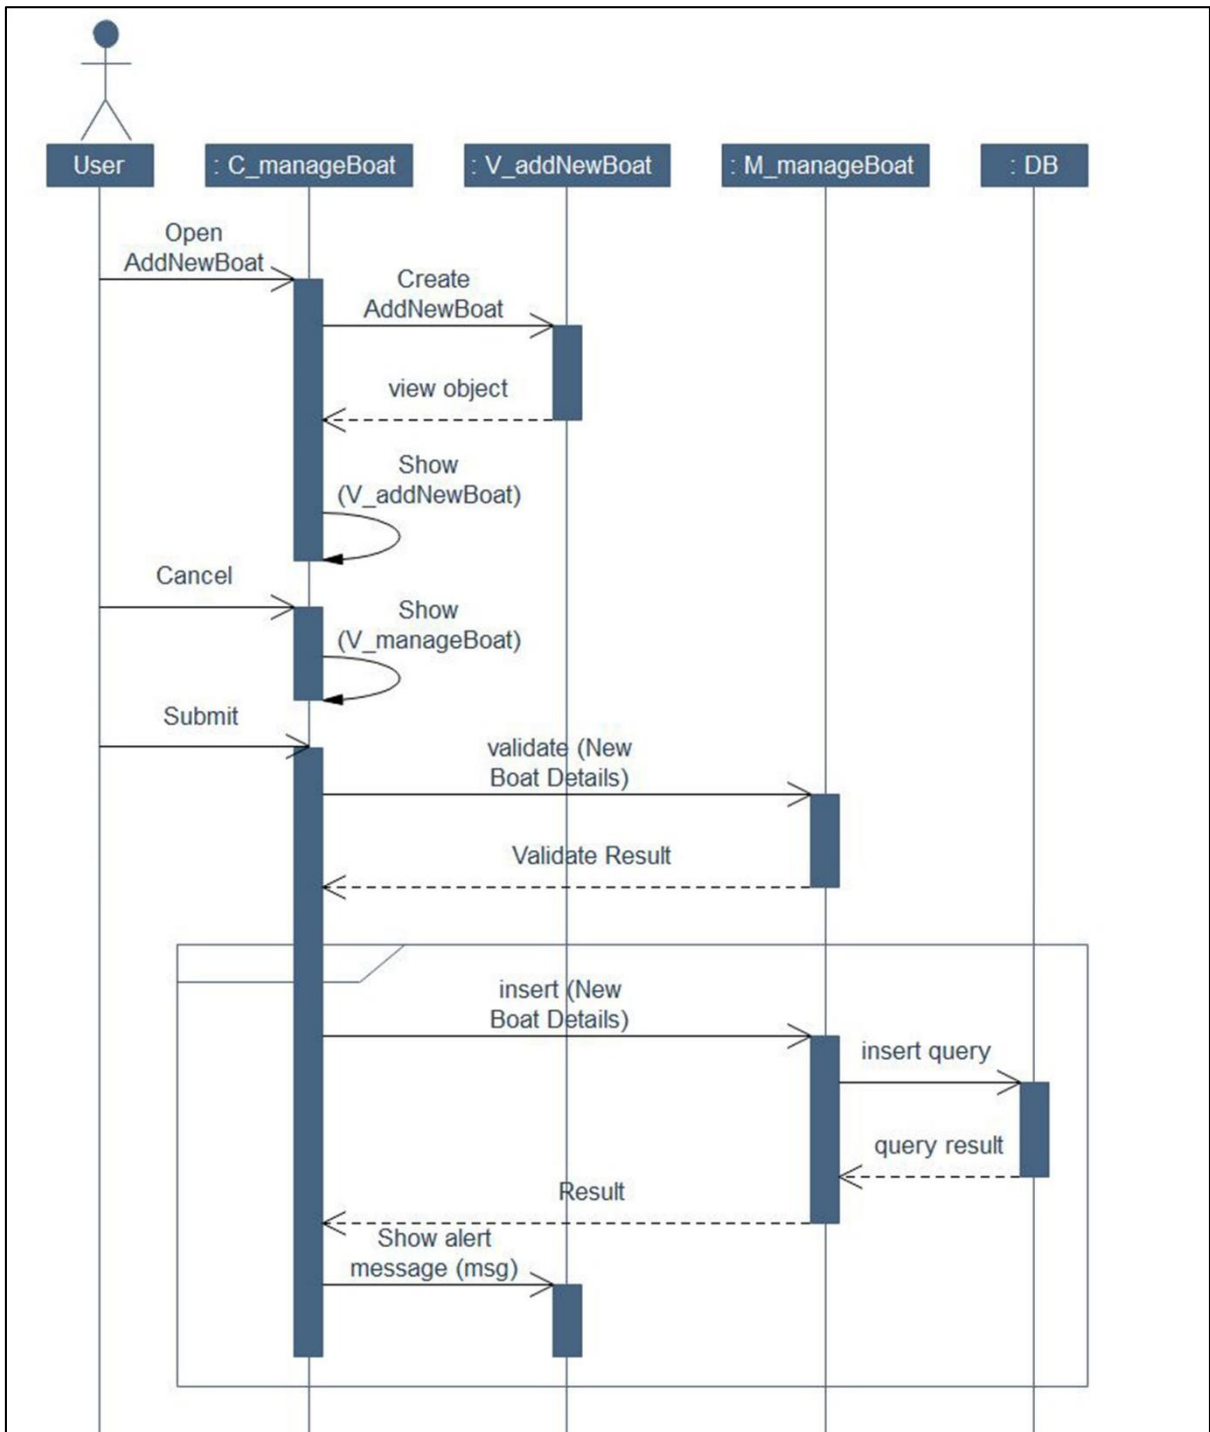 User
: C_manageBoat
: V_addNewBoat
: M_manageBoat
: DB
Open
AddNewBoat
Create
AddNewBoat
view object
Show
(V_addNewBoat)
Cancel
Show
(V_manageBoat)
Submit
validate (New
Boat Details)
Validate Result
insert (New
Boat Details)
insert query
query result
Result
Show alert
message (msg)